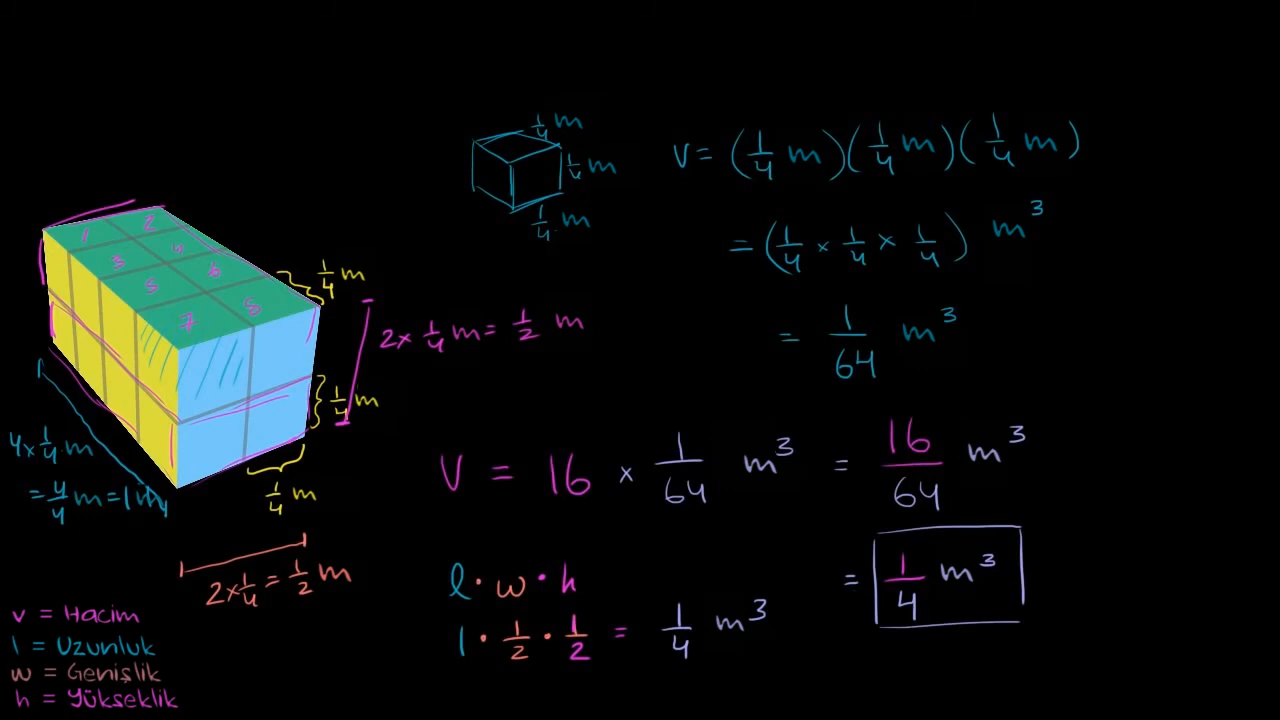 1/4 m
1/4 m
1/4 m
V = (1/4 m)(1/4 m)(1/4 m)
= (1/4 × 1/4 × 1/4) m³
= 1/64 m³
1 2
3 4
5 6
7 8
1/4 m
2 × 1/4 m = 1/2 m
1/4 m
1/4 m
4 × 1/4 m
= 4/4 m = 1 m
2 × 1/4 = 1/2 m
V = 16 × 1/64 m³ = 16/64 m³
= 1/4 m³
l · w · h
1 · 1/2 · 1/2 = 1/4 m³
v = Hacim
l = Uzunluk
w = Genişlik
h = Yükseklik